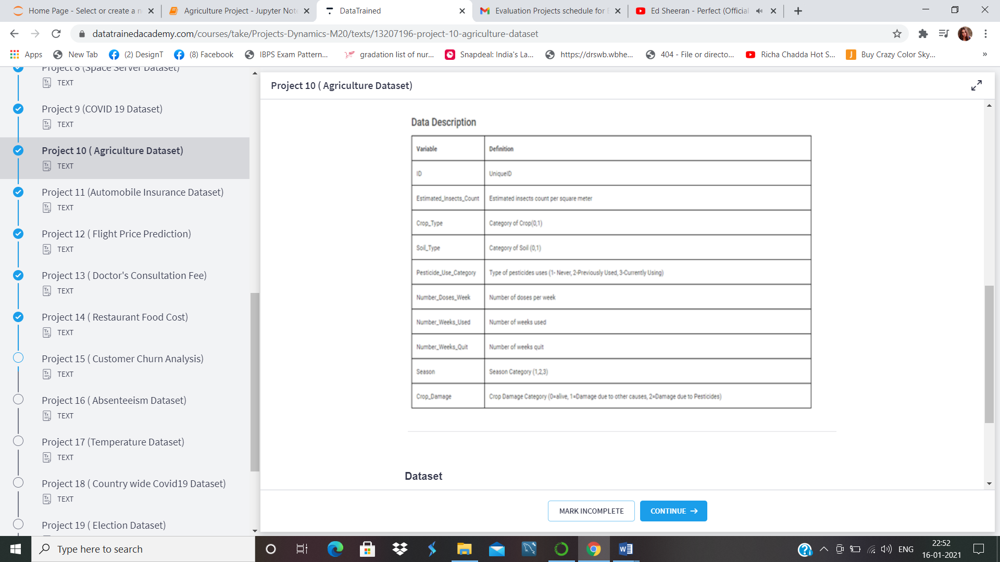 Home Page - Select or create a n
Agriculture Project - Jupyter Note
DataTrained
Evaluation Projects schedule for
Ed Sheeran - Perfect (Official
datatrainedacademy.com/courses/take/Projects-Dynamics-M20/texts/13207196-project-10-agriculture-dataset
Apps
New Tab
(2) DesignT
(8) Facebook
IBPS Exam Pattern...
gradation list of nur...
Snapdeal: India's La...
https://drswb.wbhe...
404 - File or directo...
Richa Chadda Hot S...
Buy Crazy Color Sky...
»
Project 8 (Space Server Dataset)
TEXT
Project 9 (COVID 19 Dataset)
TEXT
Project 10 ( Agriculture Dataset)
TEXT
Project 11 (Automobile Insurance Dataset)
TEXT
Project 12 ( Flight Price Prediction)
TEXT
Project 13 ( Doctor's Consultation Fee)
TEXT
Project 14 ( Restaurant Food Cost)
TEXT
Project 15 ( Customer Churn Analysis)
TEXT
Project 16 ( Absenteeism Dataset)
TEXT
Project 17 (Temperature Dataset)
TEXT
Project 18 ( Country wide Covid19 Dataset)
TEXT
Project 19 ( Election Dataset)
Project 10 ( Agriculture Dataset)
Data Description
Variable Definition
ID UniqueID
Estimated_Insects_Count Estimated insects count per square meter
Crop_Type Category of Crop(0,1)
Soil_Type Category of Soil (0,1)
Pesticide_Use_Category Type of pesticides uses (1- Never, 2-Previously Used, 3-Currently Using)
Number_Doses_Week Number of doses per week
Number_Weeks_Used Number of weeks used
Number_Weeks_Quit Number of weeks quit
Season Season Category (1,2,3)
Crop_Damage Crop Damage Category (0=alive, 1=Damage due to other causes, 2=Damage due to Pesticides)
Dataset
MARK INCOMPLETE
CONTINUE →
Type here to search
ENG
22:52
16-01-2021